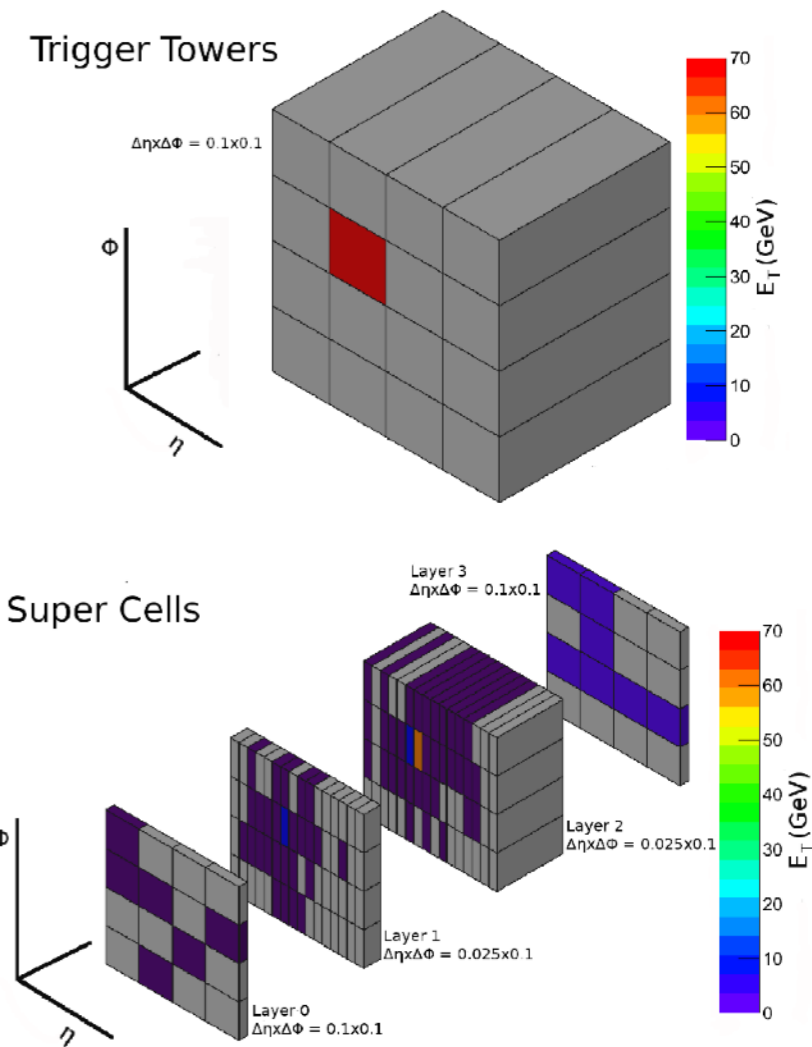 Trigger Towers
ΔηxΔΦ = 0.1x0.1
Φ
η
70
60
50
40
30
20
10
0
E_T (GeV)
Super Cells
Layer 3
ΔηxΔΦ = 0.1x0.1
Layer 2
ΔηxΔΦ = 0.025x0.1
Layer 1
ΔηxΔΦ = 0.025x0.1
Layer 0
ΔηxΔΦ = 0.1x0.1
Φ
η
70
60
50
40
30
20
10
0
E_T (GeV)